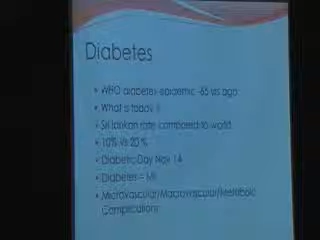 Diabetes
WHO diabetes epidemic -65 yrs ago
What is today ?
Sri lankan rate compared to world
10% Vs 20 %
Diabetic Day Nov 14
Diabetes = MI
Microvascular/Macrovascular/Metabolic
Complications